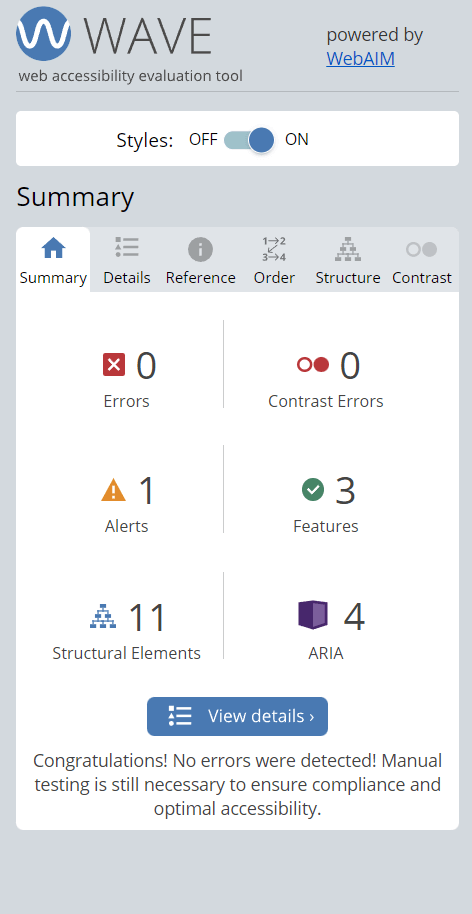 WAVE
web accessibility evaluation tool
powered by
WebAIM
Styles: OFF ON
Summary
Summary Details Reference Order Structure Contrast
0 0
Errors Contrast Errors
1 3
Alerts Features
11 4
Structural Elements ARIA
View details ›
Congratulations! No errors were detected! Manual
testing is still necessary to ensure compliance and
optimal accessibility.